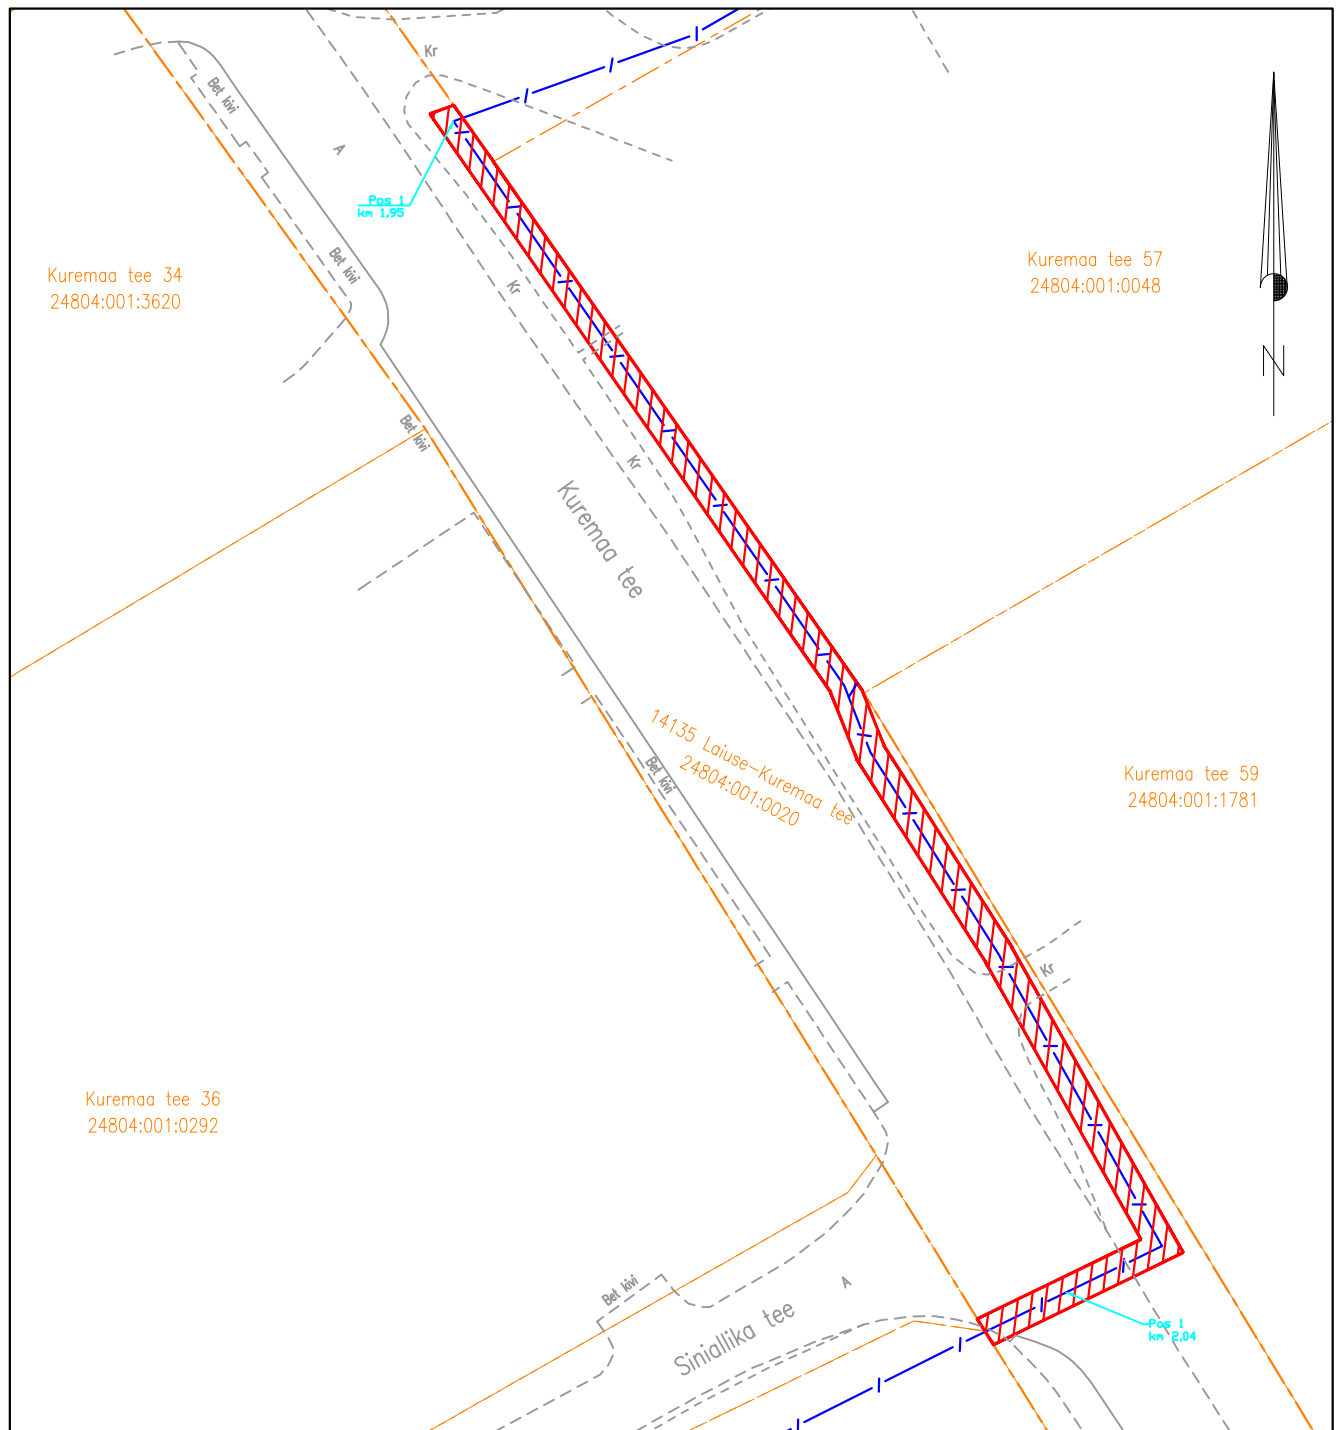 Kr
Bet kivi
A
Pos 1
km 1,95
Kuremaa tee 34
24804:001:3620
Bet kivi
Kr
Kuremaa tee 57
24804:001:0048
N
Bet kivi
Kr
Kuremaa tee
14135 Laiuse-Kuremaa tee
24804:001:0020
Bet kivi
Kuremaa tee 59
24804:001:1781
Kr
Kuremaa tee 36
24804:001:0292
Bet kivi
A
Siniallika tee
Pos 1
km 2,04